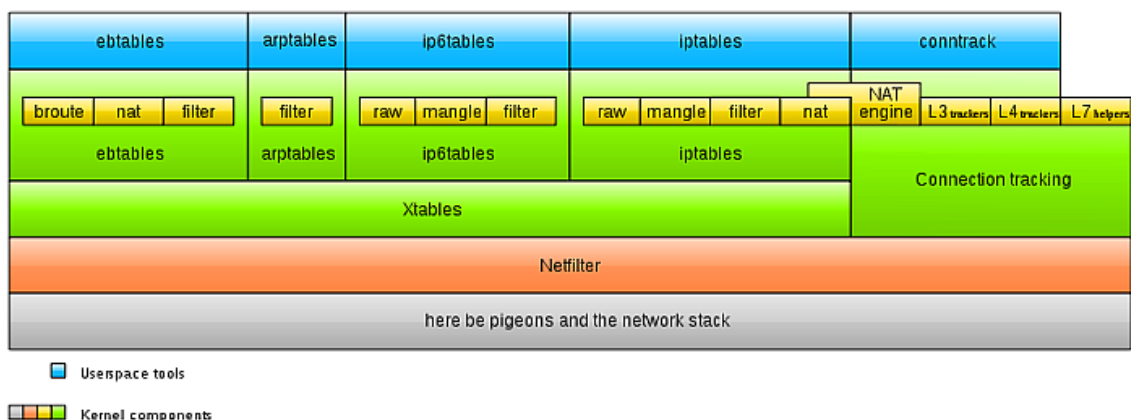 ebtables arptables ip6tables iptables conntrack
NAT
broute nat filter filter raw mangle filter raw mangle filter nat engine L3 trackers L4 trackers L7 helpers
ebtables arptables ip6tables iptables
Connection tracking
Xtables
Netfilter
here be pigeons and the network stack
Userspace tools
Kernel components